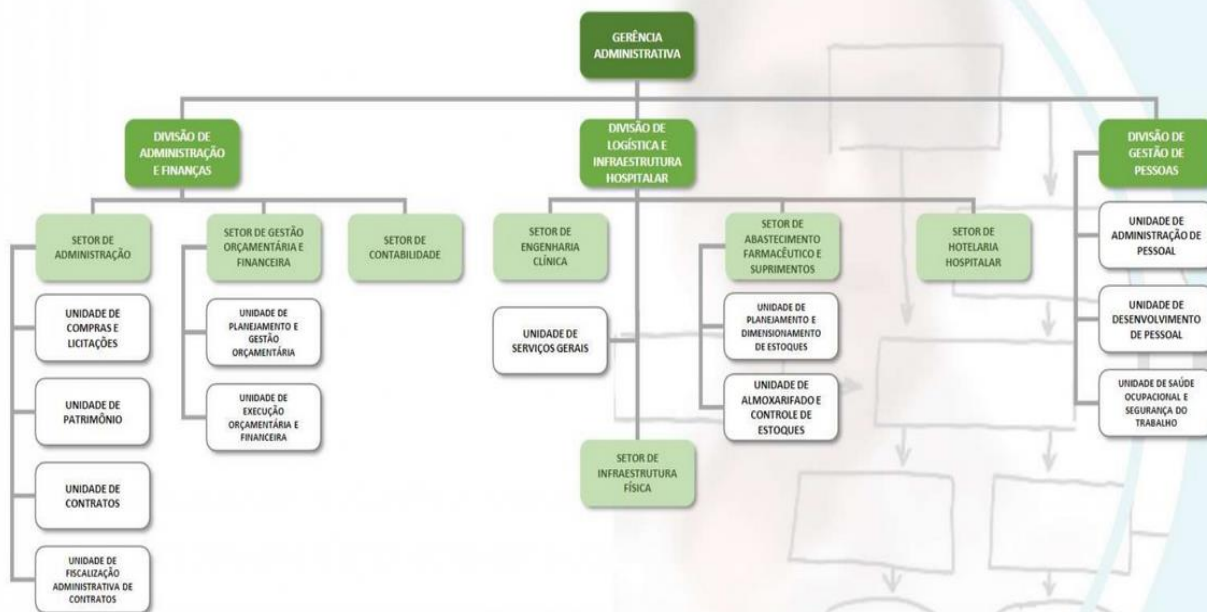 GERÊNCIA
ADMINISTRATIVA
DIVISÃO DE
ADMINISTRAÇÃO
E FINANÇAS
DIVISÃO DE
LOGÍSTICA E
INFRAESTRUTURA
HOSPITALAR
DIVISÃO DE
GESTÃO DE
PESSOAS
SETOR DE
ADMINISTRAÇÃO
SETOR DE GESTÃO
ORÇAMENTÁRIA E
FINANCEIRA
SETOR DE
CONTABILIDADE
SETOR DE
ENGENHARIA
CLÍNICA
SETOR DE
ABASTECIMENTO
FARMACÊUTICO E
SUPRIMENTOS
SETOR DE
HOTELARIA
HOSPITALAR
UNIDADE DE
ADMINISTRAÇÃO DE
PESSOAL
UNIDADE DE
COMPRAS E
LICITAÇÕES
UNIDADE DE
PLANEJAMENTO E
GESTÃO
ORÇAMENTÁRIA
UNIDADE DE
SERVIÇOS GERAIS
UNIDADE DE
PLANEJAMENTO E
DIMENSIONAMENTO
DE ESTOQUES
UNIDADE DE
DESENVOLVIMENTO
DE PESSOAL
UNIDADE DE
PATRIMÔNIO
UNIDADE DE
EXECUÇÃO
ORÇAMENTÁRIA E
FINANCEIRA
UNIDADE DE
ALMOXARIFADO E
CONTROLE DE
ESTOQUES
UNIDADE DE SAÚDE
OCUPACIONAL E
SEGURANÇA DO
TRABALHO
UNIDADE DE
CONTRATOS
SETOR DE
INFRAESTRUTURA
FÍSICA
UNIDADE DE
FISCALIZAÇÃO
ADMINISTRATIVA DE
CONTRATOS